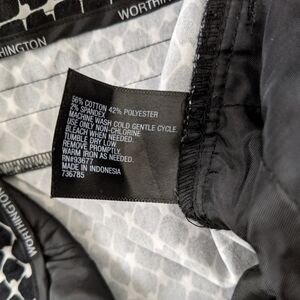 WORTHIN
WORTHINGTON
56% COTTON 42% POLYESTER
2% SPANDEX
MACHINE WASH COLD GENTLE CYCLE.
USE ONLY NON-CHLORINE
BLEACH WHEN NEEDED.
TUMBLE DRY LOW.
REMOVE PROMPTLY.
WARM IRON AS NEEDED.
RN#93677
MADE IN INDONESIA
736785
WORTHINGTON